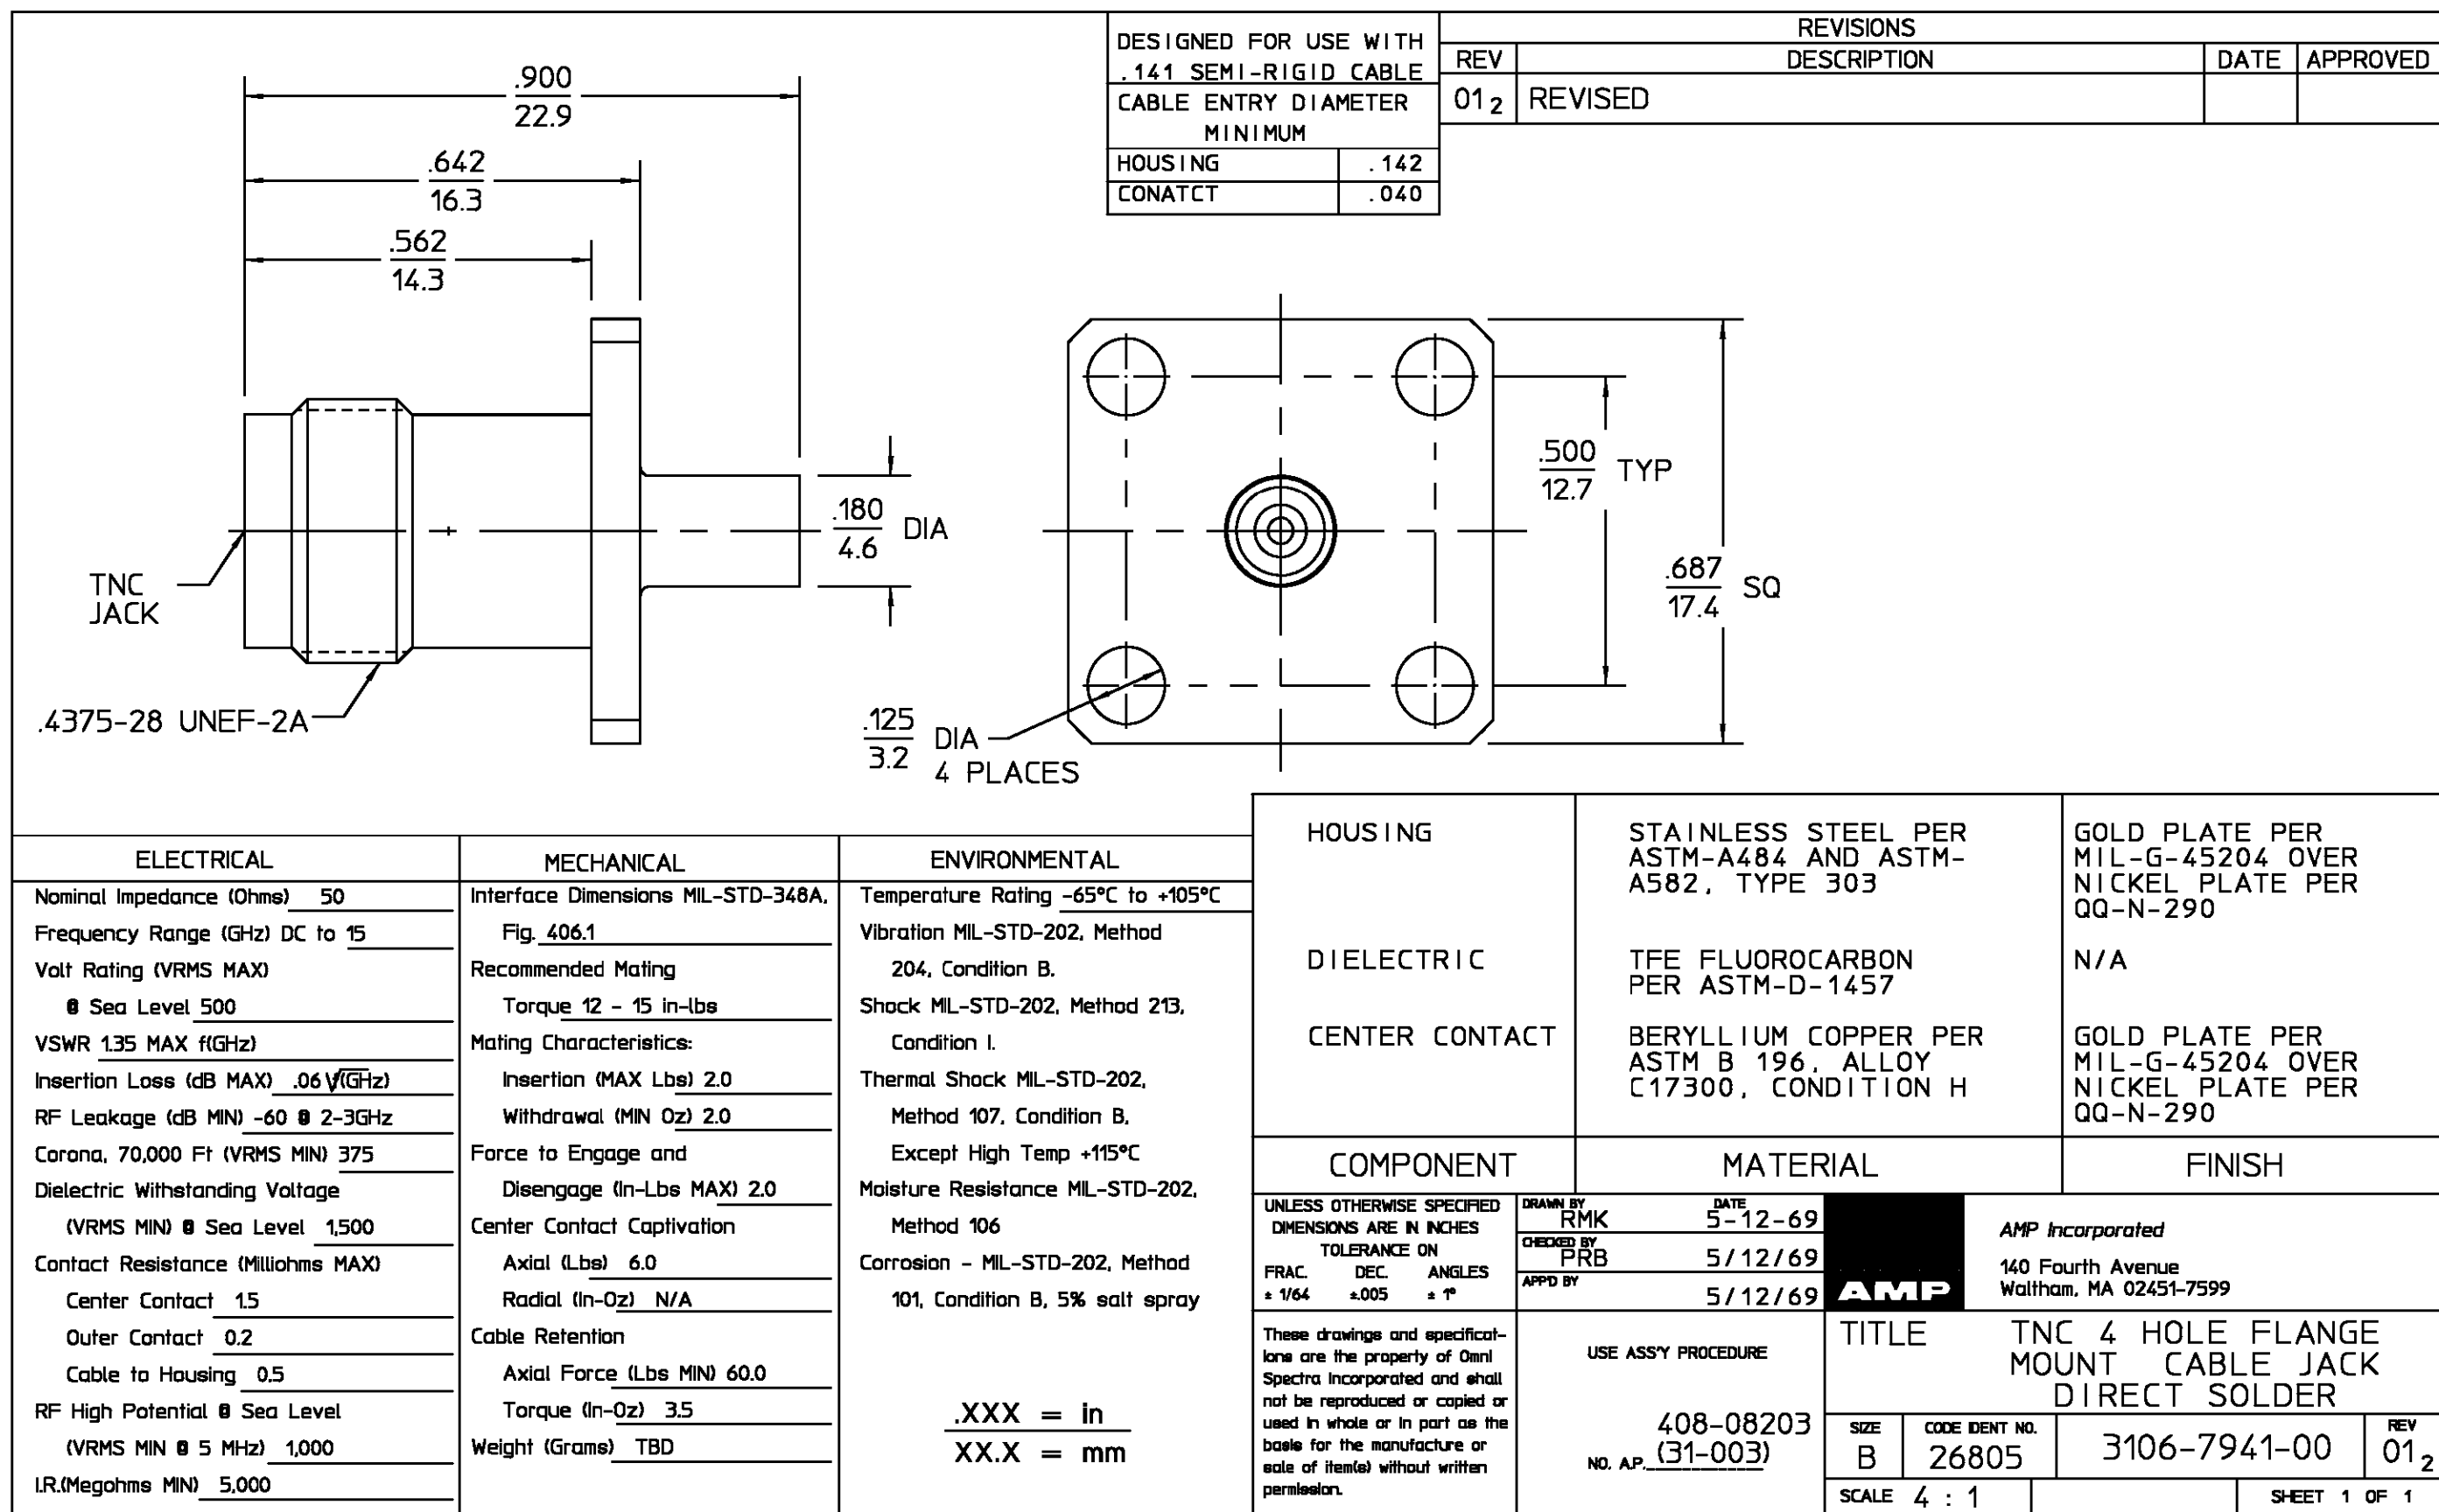 DESIGNED FOR USE WITH
.141 SEMI-RIGID CABLE
CABLE ENTRY DIAMETER
MINIMUM
HOUSING .142
CONATCT .040
REVISIONS
REV DESCRIPTION DATE APPROVED
01 2 REVISED
.900
22.9
.642
16.3
.562
14.3
.180
4.6
DIA
TNC
JACK
.4375-28 UNEF-2A
.500
12.7
TYP
.687
17.4
SQ
.125
3.2
DIA
4 PLACES
ELECTRICAL
Nominal Impedance (Ohms) 50
Frequency Range (GHz) DC to 15
Volt Rating (VRMS MAX)
@ Sea Level 500
VSWR 1.35 MAX f(GHz)
Insertion Loss (dB MAX) .06 √(GHz)
RF Leakage (dB MIN) -60 @ 2-3GHz
Corona, 70,000 Ft (VRMS MIN) 375
Dielectric Withstanding Voltage
(VRMS MIN) @ Sea Level 1,500
Contact Resistance (Milliohms MAX)
Center Contact 1.5
Outer Contact 0.2
Cable to Housing 0.5
RF High Potential @ Sea Level
(VRMS MIN @ 5 MHz) 1,000
I.R.(Megohms MIN) 5,000
MECHANICAL
Interface Dimensions MIL-STD-348A,
Fig. 406.1
Recommended Mating
Torque 12 - 15 in-lbs
Mating Characteristics:
Insertion (MAX Lbs) 2.0
Withdrawal (MIN Oz) 2.0
Force to Engage and
Disengage (In-Lbs MAX) 2.0
Center Contact Captivation
Axial (Lbs) 6.0
Radial (In-Oz) N/A
Cable Retention
Axial Force (Lbs MIN) 60.0
Torque (In-Oz) 3.5
Weight (Grams) TBD
ENVIRONMENTAL
Temperature Rating -65°C to +105°C
Vibration MIL-STD-202, Method
204, Condition B.
Shock MIL-STD-202, Method 213,
Condition I.
Thermal Shock MIL-STD-202,
Method 107, Condition B,
Except High Temp +115°C
Moisture Resistance MIL-STD-202,
Method 106
Corrosion - MIL-STD-202, Method
101, Condition B, 5% salt spray
.XXX = in
XX.X = mm
HOUSING
STAINLESS STEEL PER
ASTM-A484 AND ASTM-
A582, TYPE 303
GOLD PLATE PER
MIL-G-45204 OVER
NICKEL PLATE PER
QQ-N-290
DIELECTRIC
TFE FLUOROCARBON
PER ASTM-D-1457
N/A
CENTER CONTACT
BERYLLIUM COPPER PER
ASTM B 196, ALLOY
C17300, CONDITION H
GOLD PLATE PER
MIL-G-45204 OVER
NICKEL PLATE PER
QQ-N-290
COMPONENT MATERIAL FINISH
UNLESS OTHERWISE SPECIFIED
DIMENSIONS ARE IN INCHES
TOLERANCE ON
FRAC. DEC. ANGLES
± 1/64 ±.005 ± 1°
DRAWN BY DATE
RMK 5-12-69
CHECKED BY
PRB 5/12/69
APP'D BY
5/12/69
AMP
AMP Incorporated
140 Fourth Avenue
Waltham, MA 02451-7599
These drawings and specificat-
ions are the property of Omni
Spectra Incorporated and shall
not be reproduced or copied or
used in whole or in part as the
basis for the manufacture or
sale of item(s) without written
permission.
USE ASS'Y PROCEDURE
408-08203
NO. A.P. (31-003)
TITLE TNC 4 HOLE FLANGE
MOUNT CABLE JACK
DIRECT SOLDER
SIZE
B
CODE IDENT NO.
26805
3106-7941-00
REV
01 2
SCALE 4 : 1
SHEET 1 OF 1